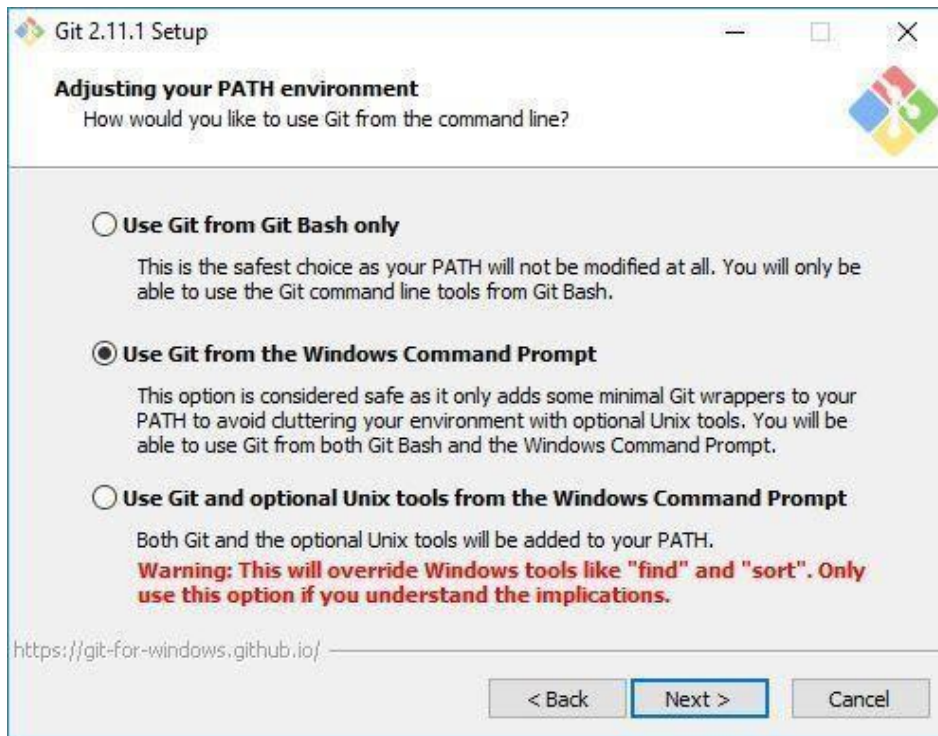 Git 2.11.1 Setup
Adjusting your PATH environment
How would you like to use Git from the command line?
Use Git from Git Bash only
This is the safest choice as your PATH will not be modified at all. You will only be
able to use the Git command line tools from Git Bash.
Use Git from the Windows Command Prompt
This option is considered safe as it only adds some minimal Git wrappers to your
PATH to avoid cluttering your environment with optional Unix tools. You will be
able to use Git from both Git Bash and the Windows Command Prompt.
Use Git and optional Unix tools from the Windows Command Prompt
Both Git and the optional Unix tools will be added to your PATH.
Warning: This will override Windows tools like "find" and "sort". Only
use this option if you understand the implications.
https://git-for-windows.github.io/
< Back Next > Cancel